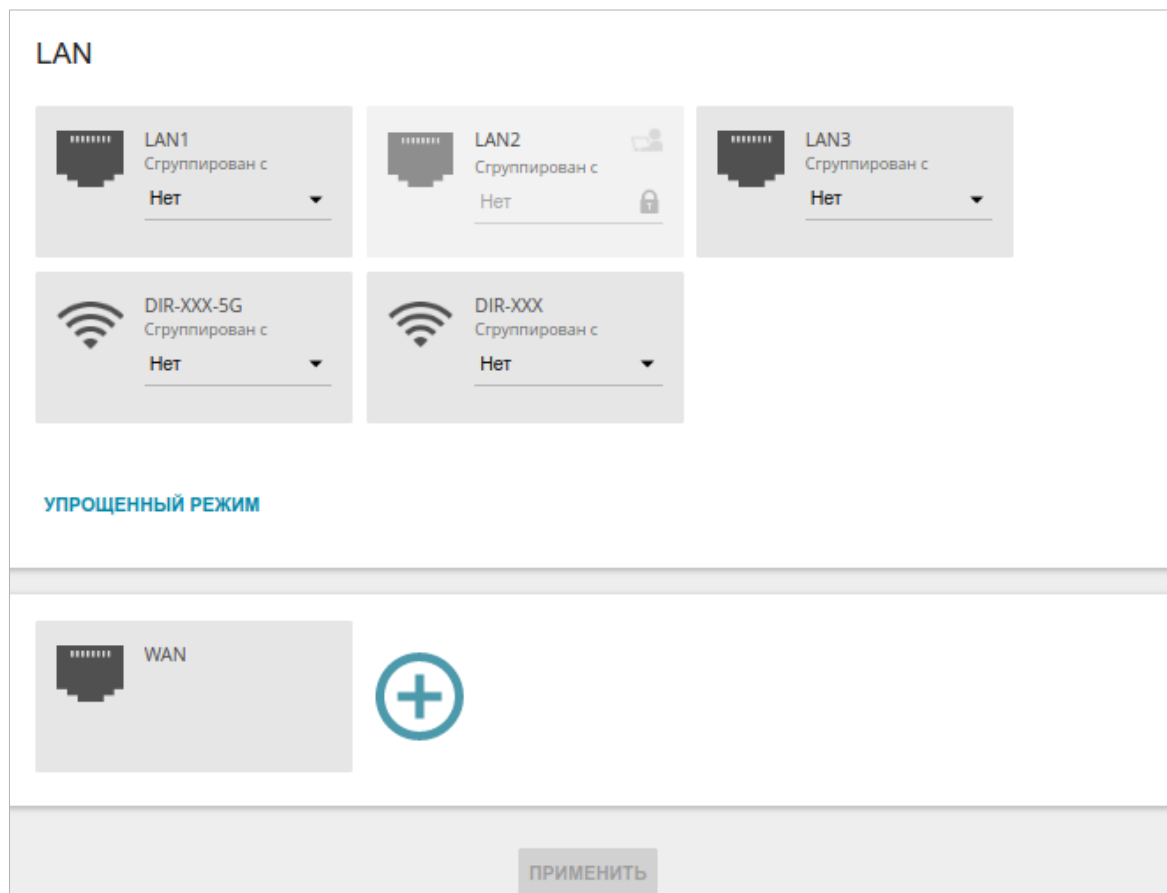 LAN
LAN1
Сгруппирован с
Нет
LAN2
Сгруппирован с
Нет
LAN3
Сгруппирован с
Нет
DIR-XXX-5G
Сгруппирован с
Нет
DIR-XXX
Сгруппирован с
Нет
УПРОЩЕННЫЙ РЕЖИМ
WAN
ПРИМЕНИТЬ